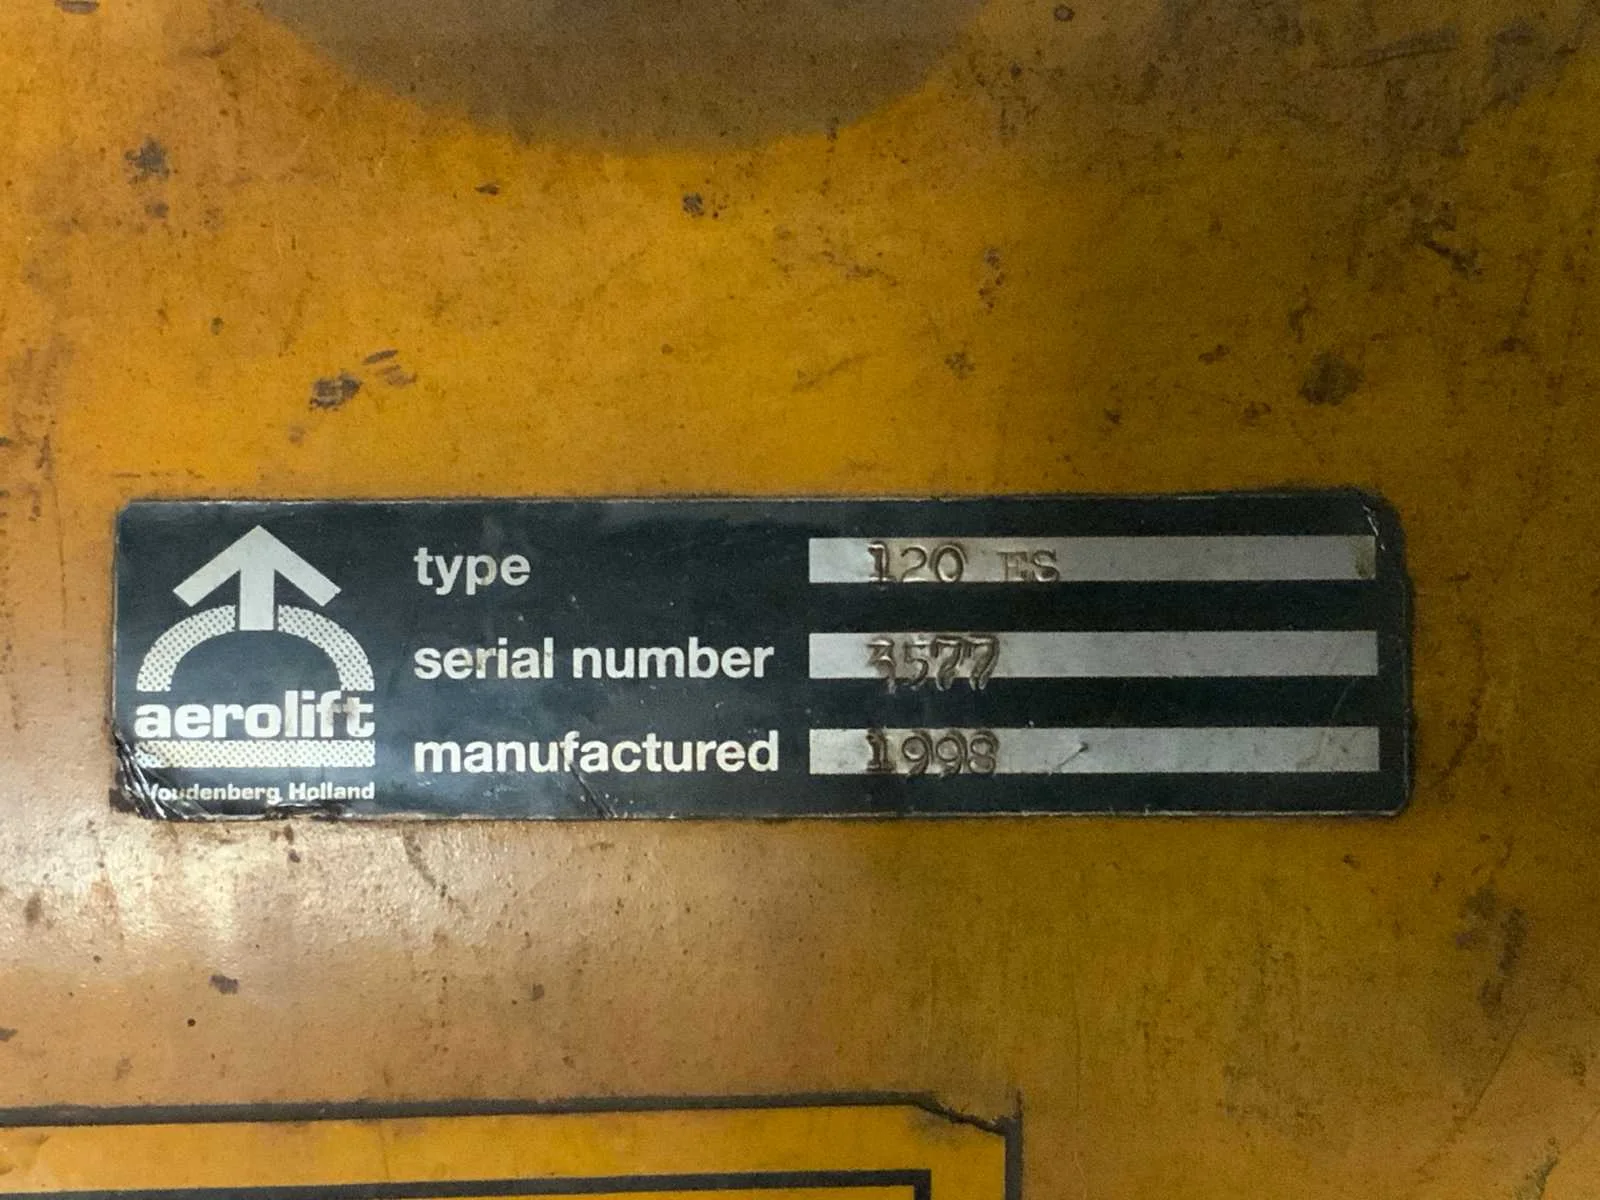 type 120 ES
serial number 3577
manufactured 1998
aerolift
Woudenberg Holland